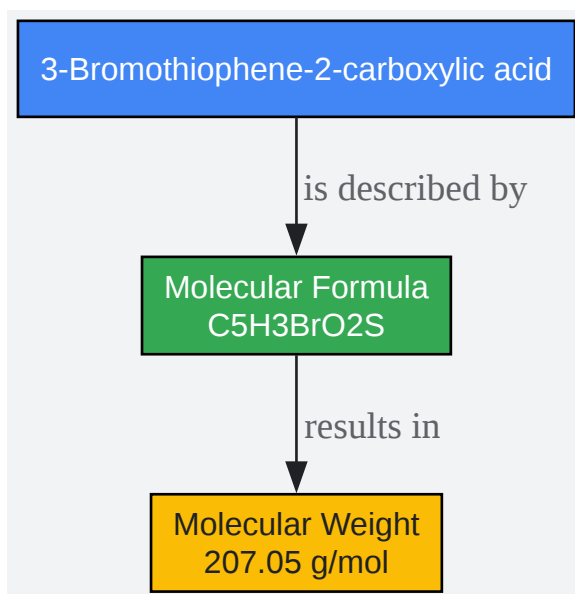 3-Bromothiophene-2-carboxylic acid
is described by
Molecular Formula
C5H3BrO2S
results in
Molecular Weight
207.05 g/mol